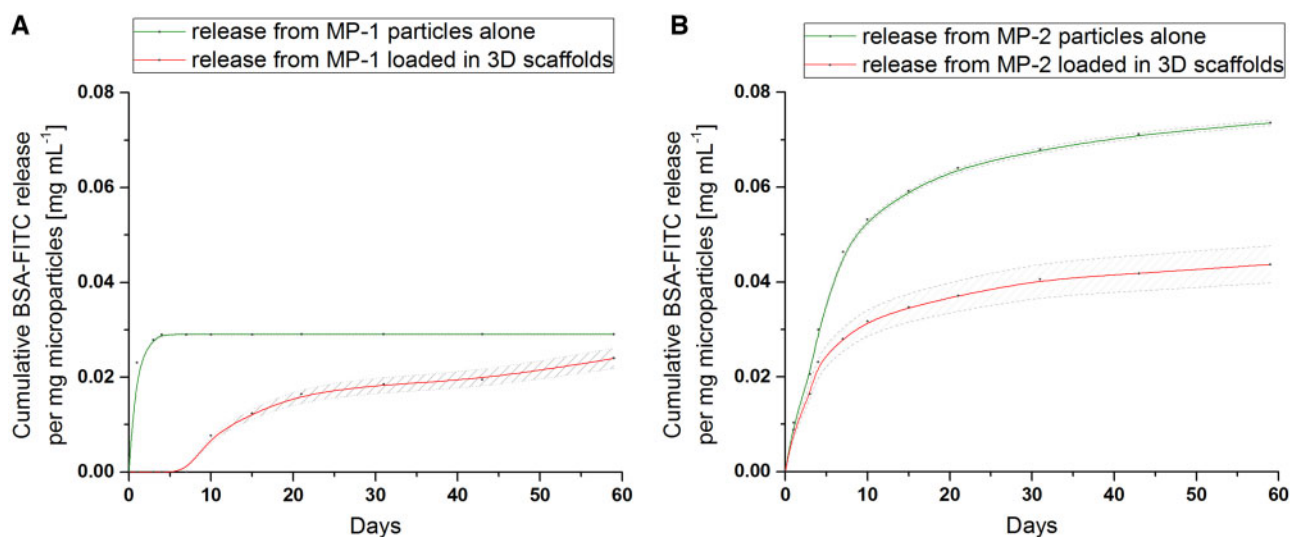 A
release from MP-1 particles alone
release from MP-1 loaded in 3D scaffolds
Cumulative BSA-FITC release
per mg microparticles [mg mL⁻¹]
0.08
0.06
0.04
0.02
0.00
0 10 20 30 40 50 60
Days
B
release from MP-2 particles alone
release from MP-2 loaded in 3D scaffolds
Cumulative BSA-FITC release
per mg microparticles [mg mL⁻¹]
0.08
0.06
0.04
0.02
0.00
0 10 20 30 40 50 60
Days